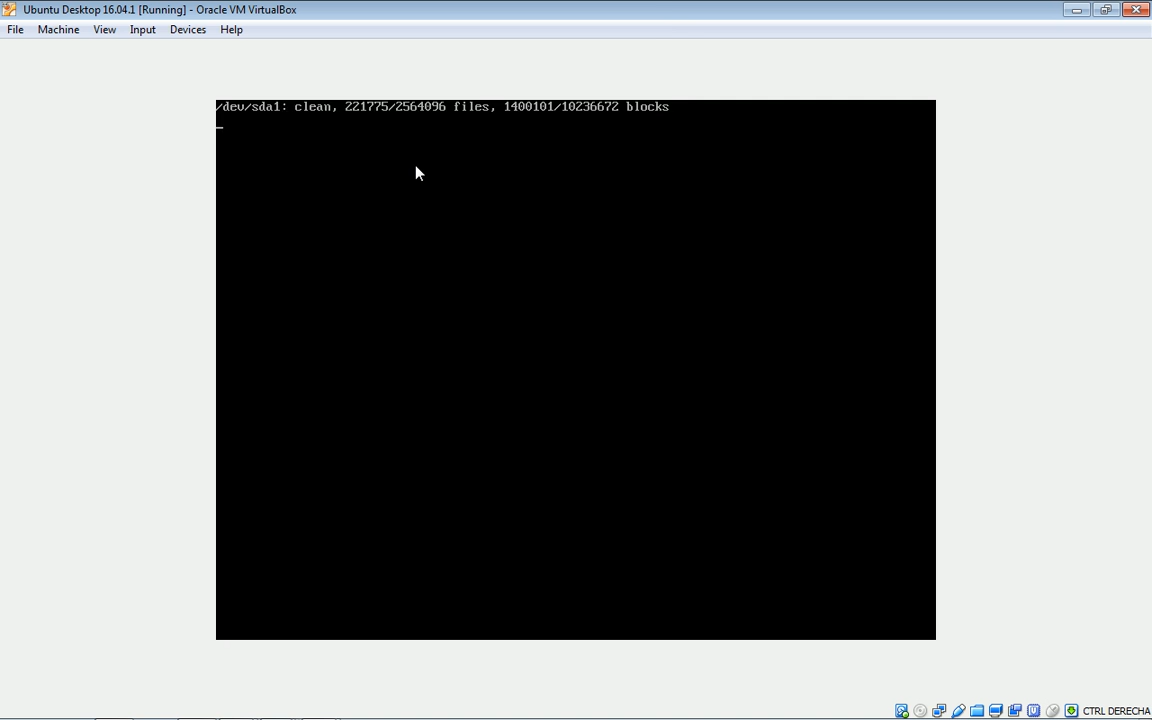 Ubuntu Desktop 16.04.1 [Running] - Oracle VM VirtualBox
File Machine View Input Devices Help
/dev/sda1: clean, 221775/2564096 files, 1400101/10236672 blocks
CTRL DERECHA